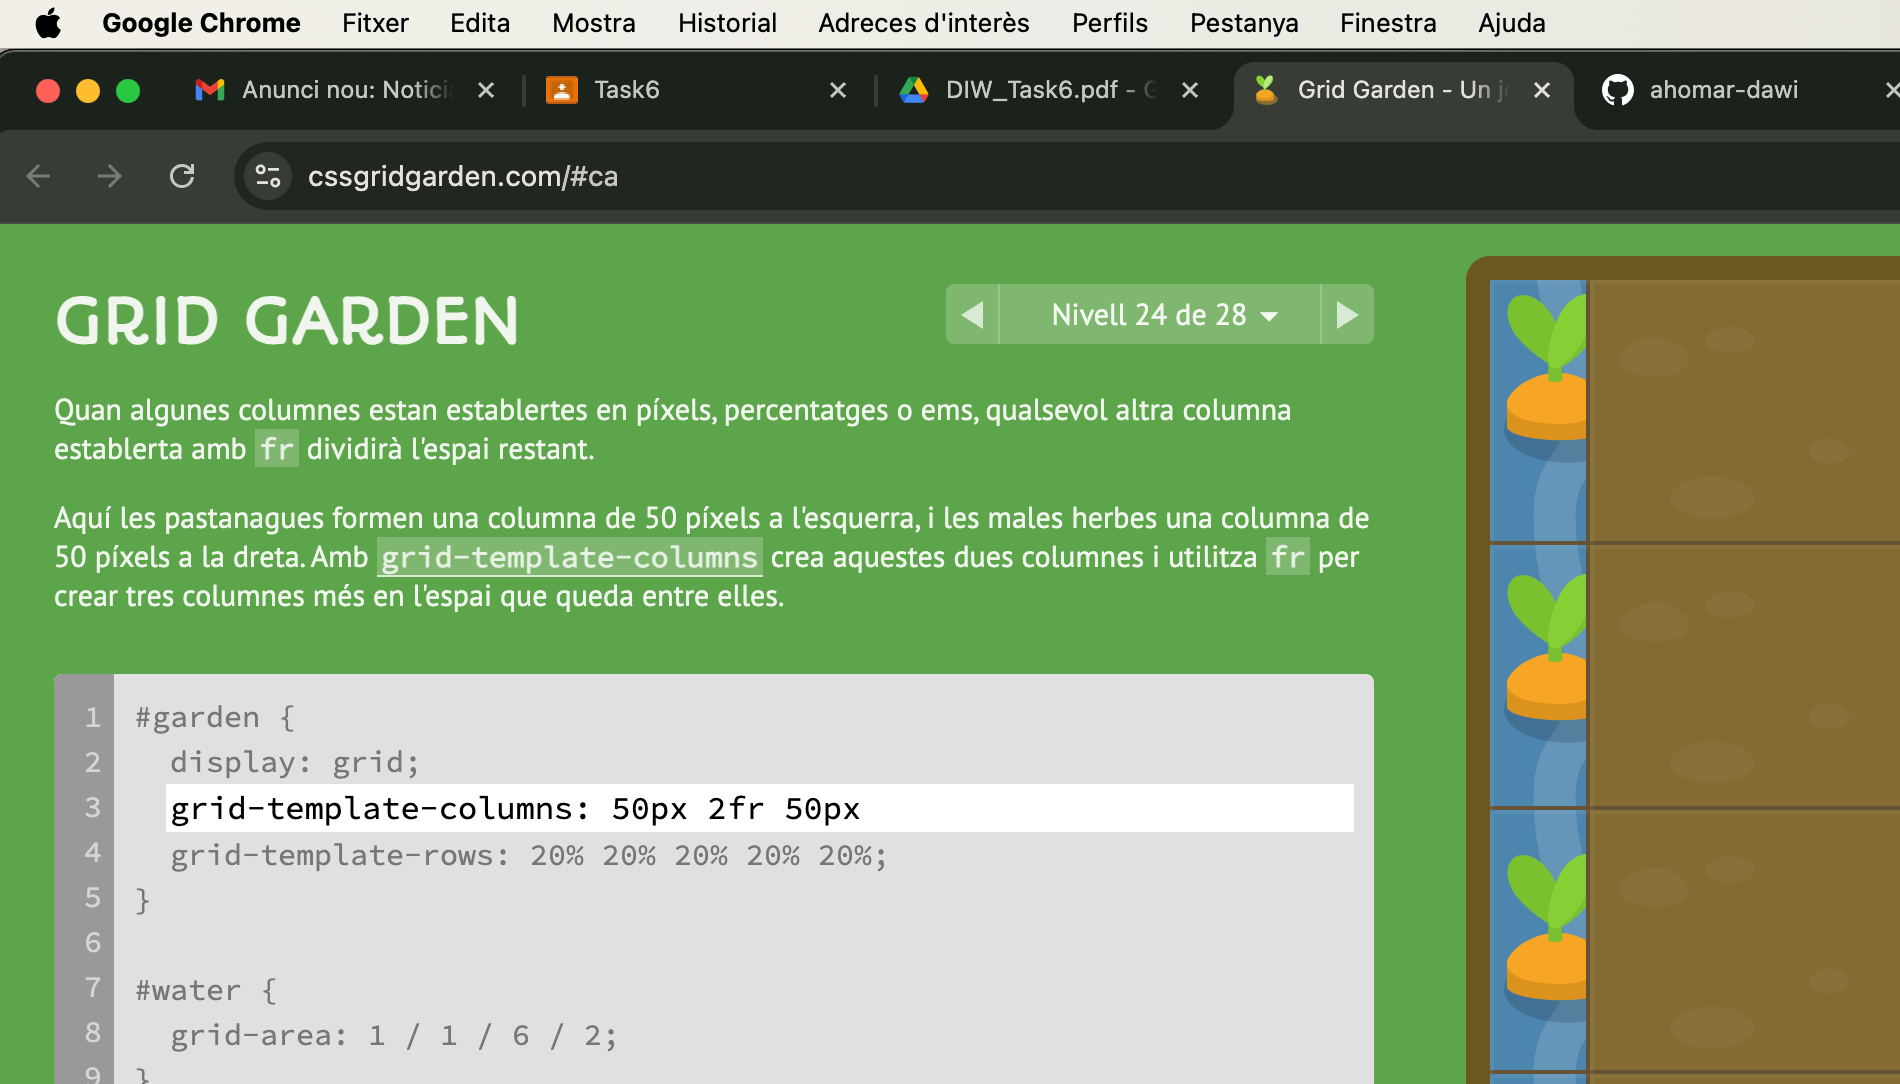 Google Chrome Fitxer Edita Mostra Historial Adreces d'interès Perfils Pestanya Finestra Ajuda
Anunci nou: Notici Task6 DIW_Task6.pdf - G Grid Garden - Un jo ahomar-dawi
cssgridgarden.com/#ca
GRID GARDEN
Nivell 24 de 28
Quan algunes columnes estan establertes en píxels, percentatges o ems, qualsevol altra columna
establerta amb fr dividirà l'espai restant.
Aquí les pastanagues formen una columna de 50 píxels a l'esquerra, i les males herbes una columna de
50 píxels a la dreta. Amb grid-template-columns crea aquestes dues columnes i utilitza fr per
crear tres columnes més en l'espai que queda entre elles.
1 #garden {
2 display: grid;
3 grid-template-columns: 50px 2fr 50px
4 grid-template-rows: 20% 20% 20% 20% 20%;
5 }
6
7 #water {
8 grid-area: 1 / 1 / 6 / 2;
9 }